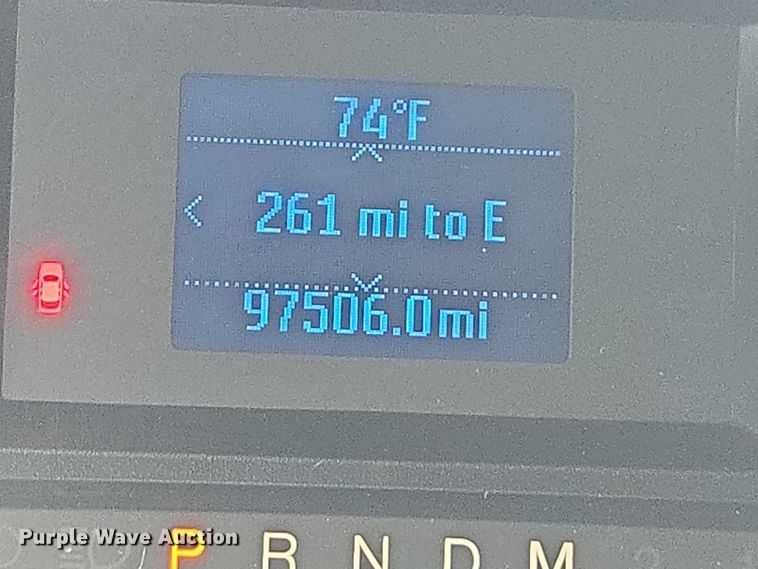 74°F
< 261 mi to E
97506.0mi
P R N D M
Purple Wave Auction